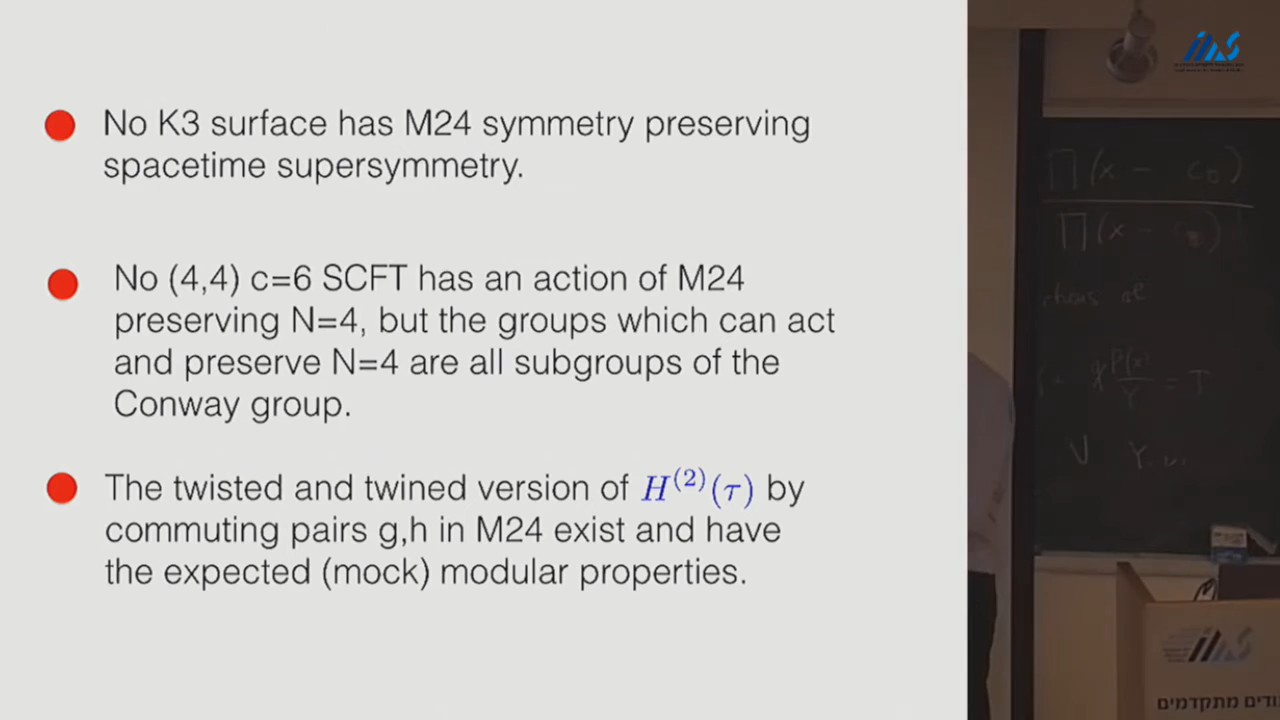 No K3 surface has M24 symmetry preserving
spacetime supersymmetry.
No (4,4) c=6 SCFT has an action of M24
preserving N=4, but the groups which can act
and preserve N=4 are all subgroups of the
Conway group.
The twisted and twined version of H^{(2)}(τ) by
commuting pairs g,h in M24 exist and have
the expected (mock) modular properties.
∏(x -
∏(x -